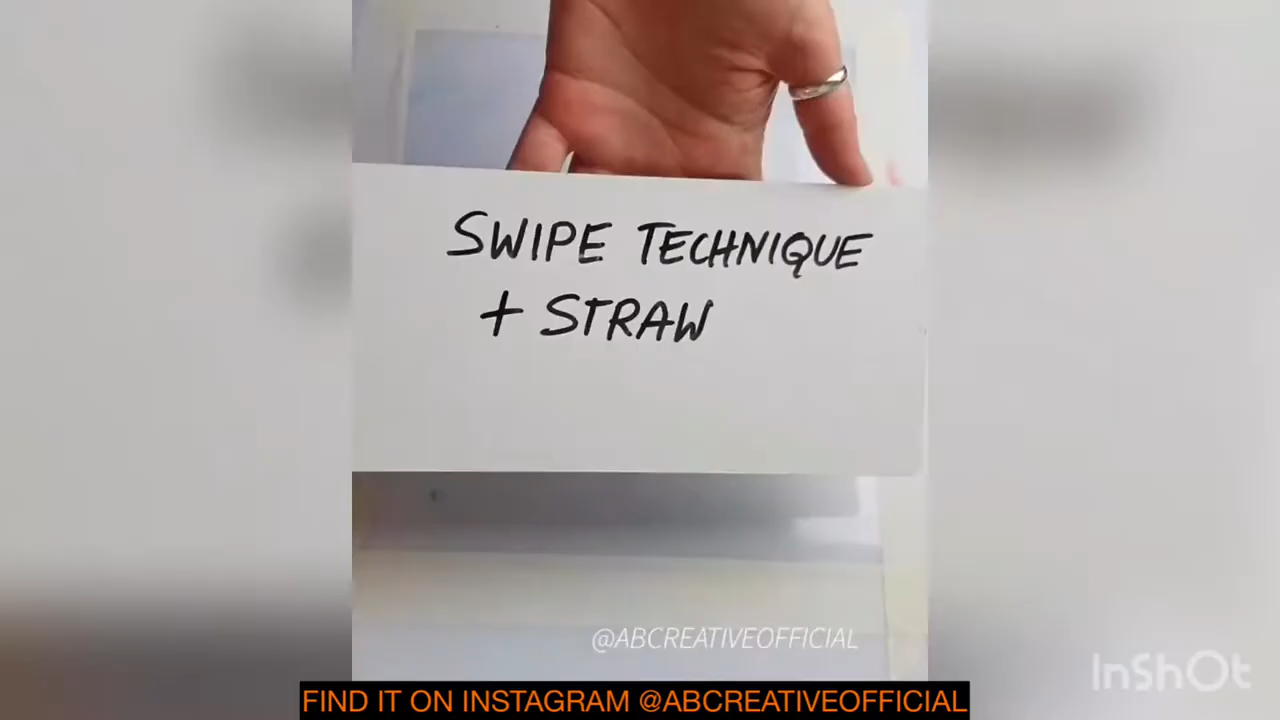 SWIPE TECHNIQUE
+ STRAW
@ABCREATIVEOFFICIAL
InShOt
FIND IT ON INSTAGRAM @ABCREATIVEOFFICIAL